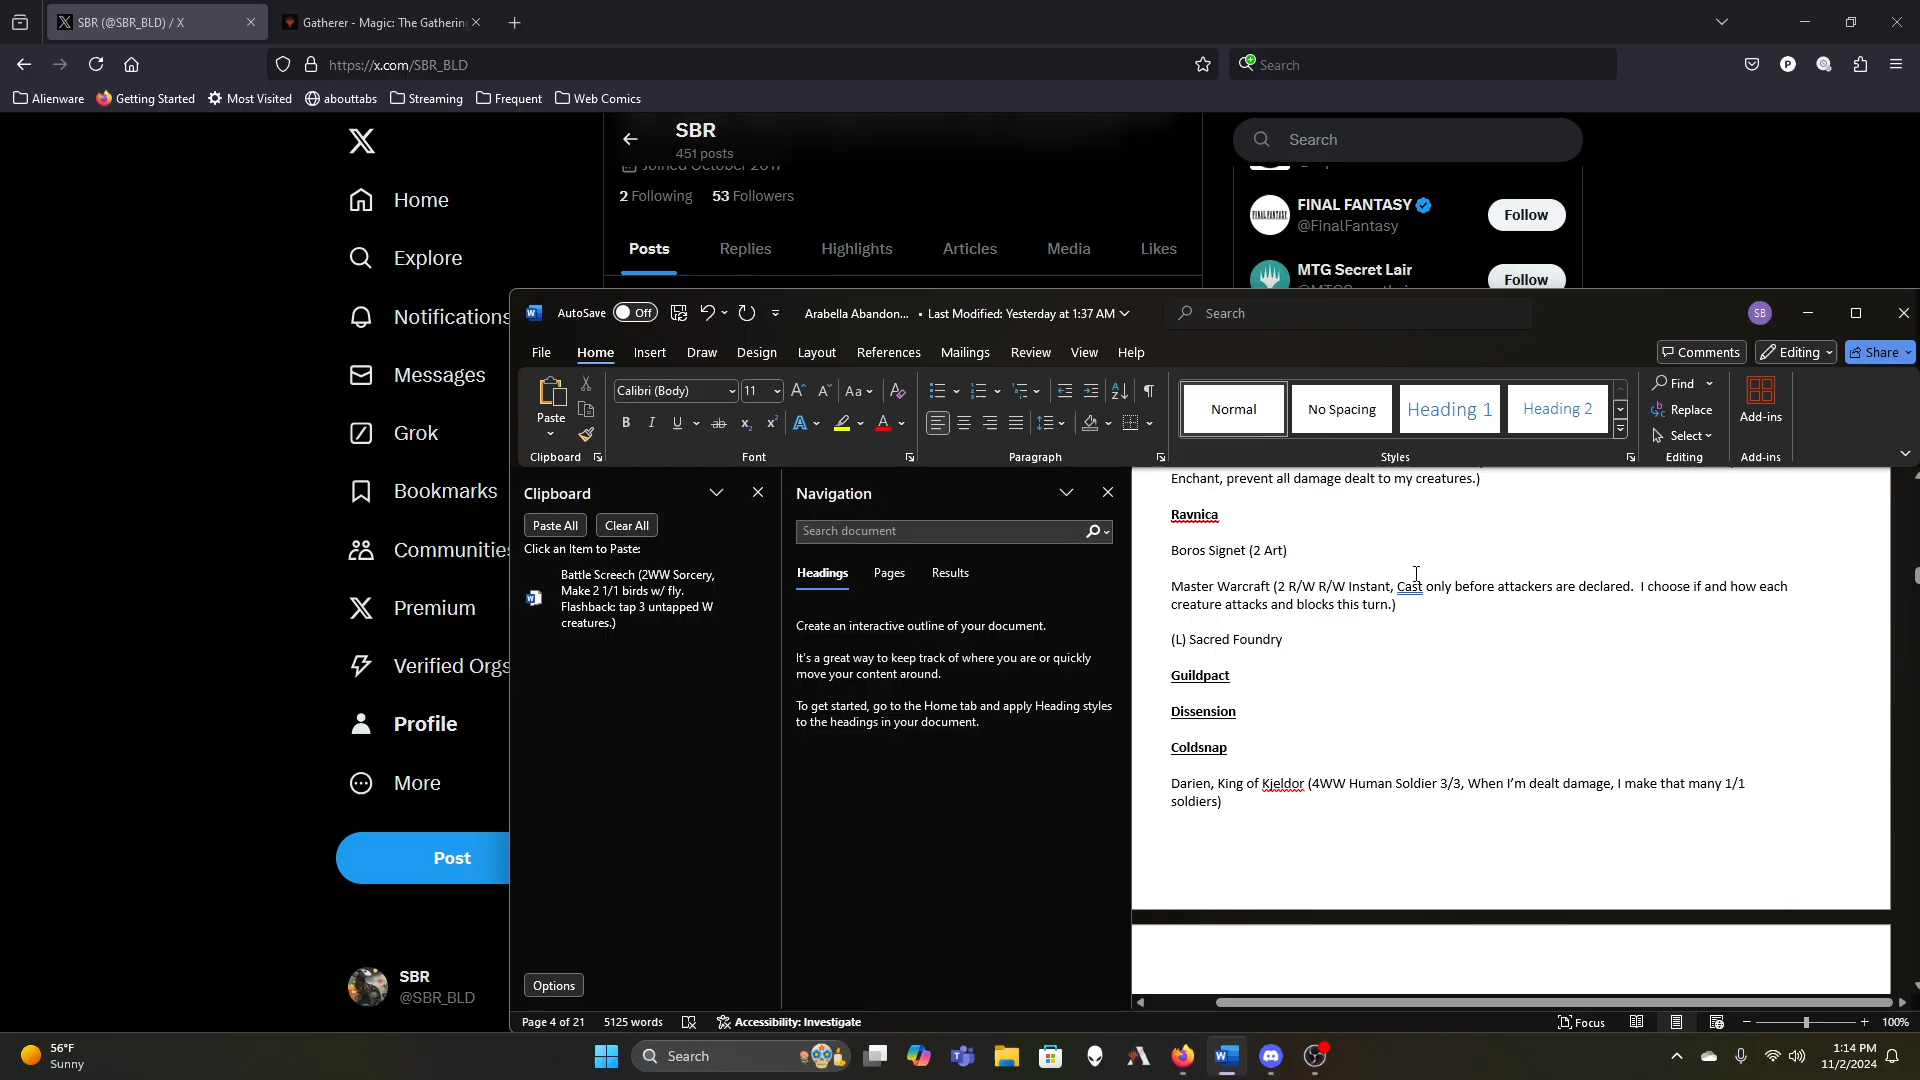 SBR (@SBR_BLD) / X
Gatherer - Magic: The Gathering
https://x.com/SBR_BLD
Search
Alienware
Getting Started
Most Visited
abouttabs
Streaming
Frequent
Web Comics
Home
Explore
Notifications
Messages
Grok
Bookmarks
Communities
Premium
Verified Orgs
Profile
More
Post
SBR
@SBR_BLD
SBR
451 posts
Joined October 2017
2 Following 53 Followers
Posts Replies Highlights Articles Media Likes
Search
FINAL FANTASY
@FinalFantasy
Follow
MTG Secret Lair
Follow
AutoSave Off
Arabella Abandon... • Last Modified: Yesterday at 1:37 AM
Search
SB
File Home Insert Draw Design Layout References Mailings Review View Help
Comments Editing Share
Paste
Clipboard
Calibri (Body) 11
Font
Paragraph
Normal No Spacing Heading 1 Heading 2
Styles
Find
Replace
Select
Editing
Add-ins
Add-ins
Clipboard
Paste All Clear All
Click an Item to Paste:
Battle Screech (2WW Sorcery,
Make 2 1/1 birds w/ fly.
Flashback: tap 3 untapped W
creatures.)
Options
Navigation
Search document
Headings Pages Results
Create an interactive outline of your document.
It's a great way to keep track of where you are or quickly
move your content around.
To get started, go to the Home tab and apply Heading styles
to the headings in your document.
Enchant, prevent all damage dealt to my creatures.)
Ravnica
Boros Signet (2 Art)
Master Warcraft (2 R/W R/W Instant, Cast only before attackers are declared. I choose if and how each
creature attacks and blocks this turn.)
(L) Sacred Foundry
Guildpact
Dissension
Coldsnap
Darien, King of Kjeldor (4WW Human Soldier 3/3, When I'm dealt damage, I make that many 1/1
soldiers)
Page 4 of 21 5125 words Accessibility: Investigate
Focus 100%
56°F
Sunny
Search
1:14 PM
11/2/2024